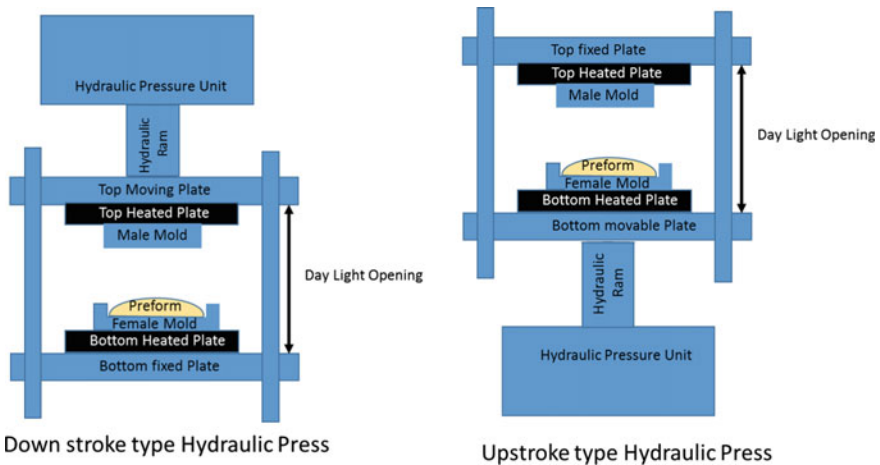 Hydraulic Pressure Unit
Hydraulic
Ram
Top Moving Plate
Top Heated Plate
Male Mold
Day Light Opening
Preform
Female Mold
Bottom Heated Plate
Bottom fixed Plate
Down stroke type Hydraulic Press
Top fixed Plate
Top Heated Plate
Male Mold
Day Light Opening
Preform
Female Mold
Bottom Heated Plate
Bottom movable Plate
Hydraulic
Ram
Hydraulic Pressure Unit
Upstroke type Hydraulic Press